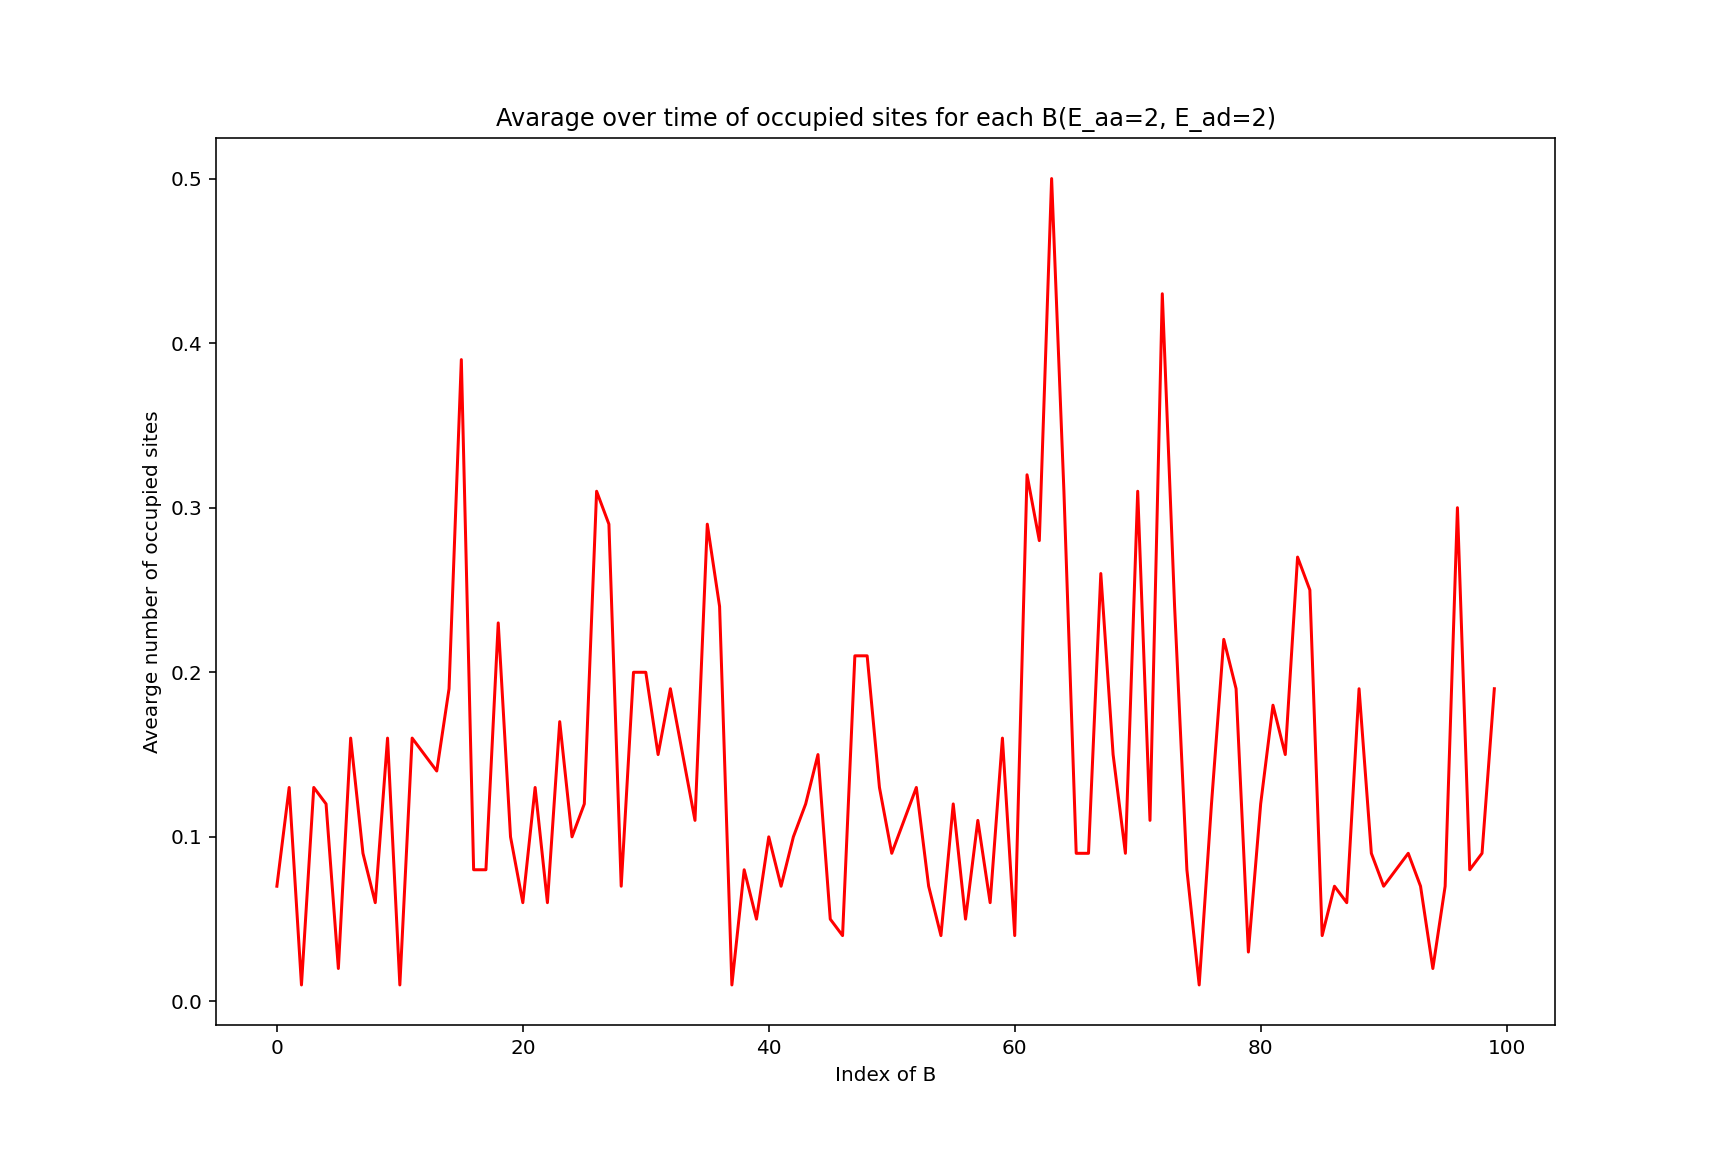 Avarage over time of occupied sites for each B(E_aa=2, E_ad=2)
Avearge number of occupied sites
0.5
0.4
0.3
0.2
0.1
0.0
0 20 40 60 80 100
Index of B